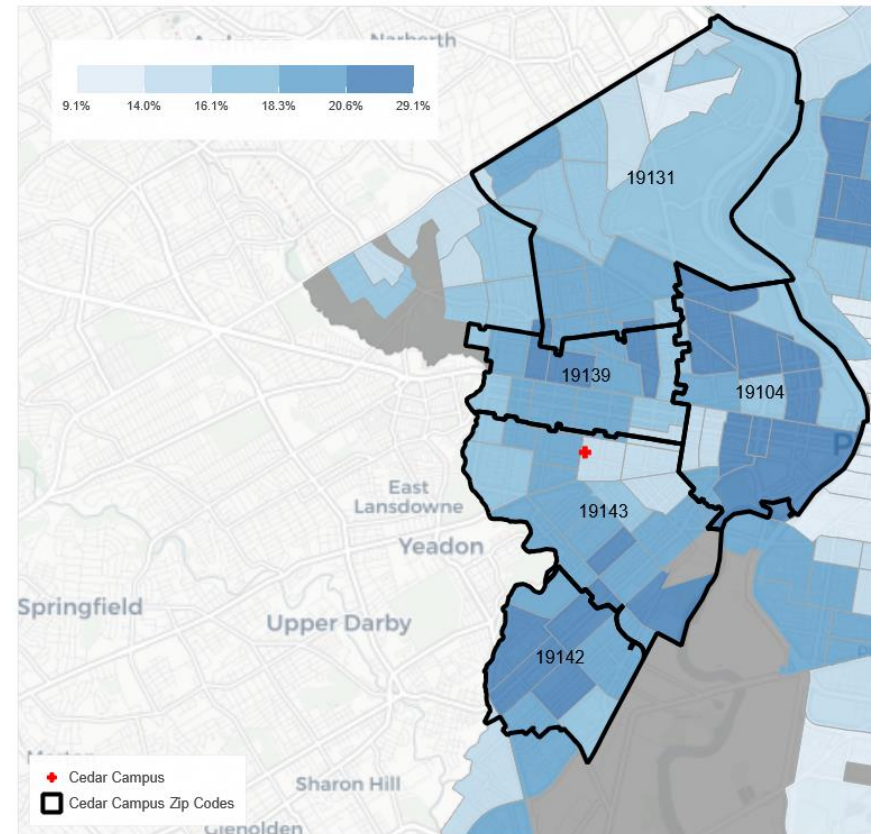 Narberth
9.1% 14.0% 16.1% 18.3% 20.6% 29.1%
19131
19139
19104
P
East
Lansdowne
19143
Yeadon
Springfield
Upper Darby
19142
Cedar Campus
Sharon Hill
Cedar Campus Zip Codes
Glenolden